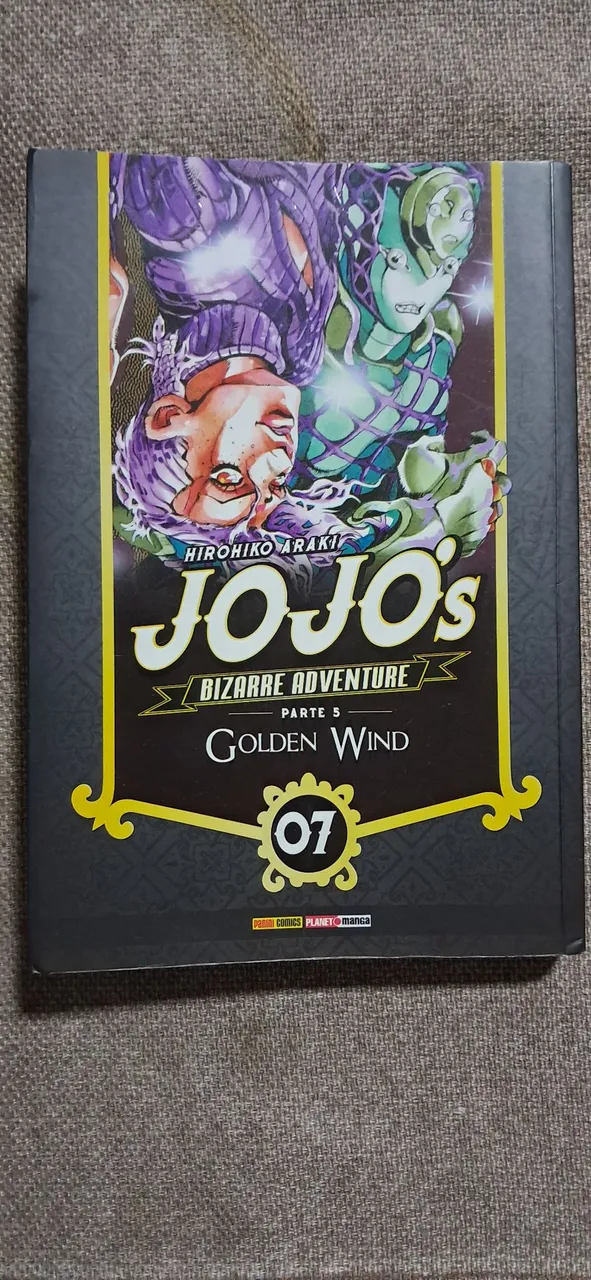 HIROHIKO ARAKI
JOJO's
BIZARRE ADVENTURE
PARTE 5
GOLDEN WIND
07
PANINI COMICS PLANET manga